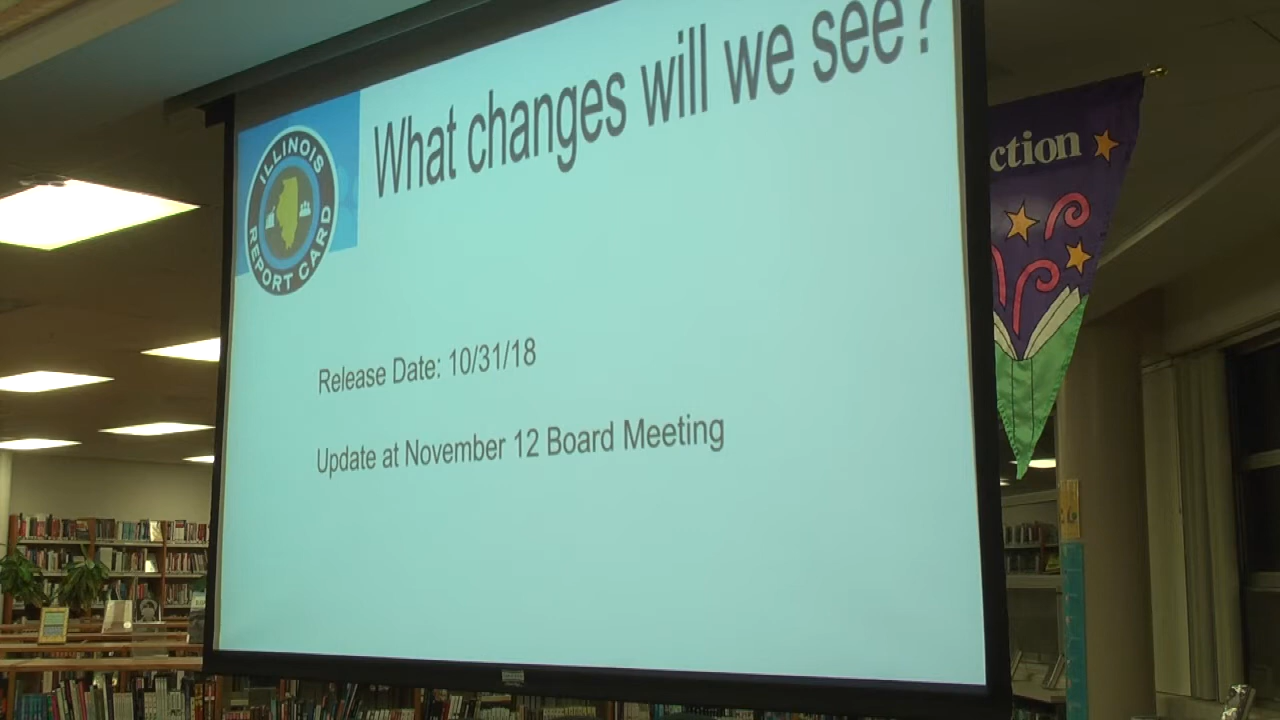 What changes will we see?
ILLINOIS
REPORT CARD
Release Date: 10/31/18
Update at November 12 Board Meeting
ction